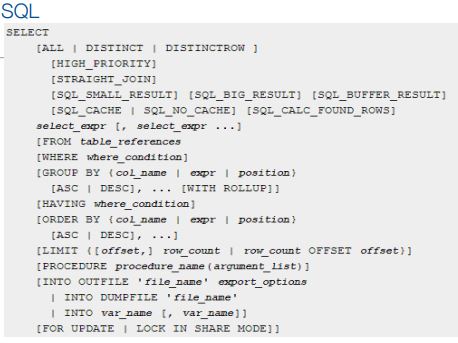 SQL
SELECT
[ALL | DISTINCT | DISTINCTROW ]
[HIGH_PRIORITY]
[STRAIGHT_JOIN]
[SQL_SMALL_RESULT] [SQL_BIG_RESULT] [SQL_BUFFER_RESULT]
[SQL_CACHE | SQL_NO_CACHE] [SQL_CALC_FOUND_ROWS]
select_expr [, select_expr ...]
[FROM table_references
[WHERE where_condition]
[GROUP BY {col_name | expr | position}
[ASC | DESC], ... [WITH ROLLUP]]
[HAVING where_condition]
[ORDER BY {col_name | expr | position}
[ASC | DESC], ...]
[LIMIT {[offset,] row_count | row_count OFFSET offset}]
[PROCEDURE procedure_name(argument_list)]
[INTO OUTFILE 'file_name' export_options
| INTO DUMPFILE 'file_name'
| INTO var_name [, var_name]]
[FOR UPDATE | LOCK IN SHARE MODE]]